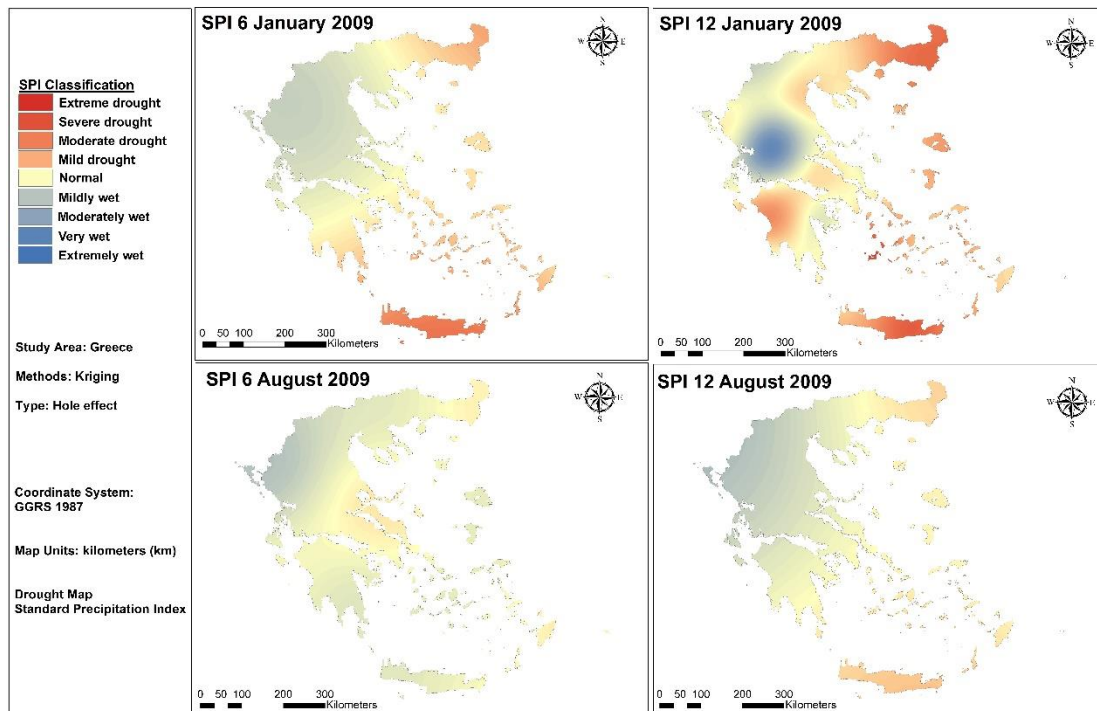 SPI Classification
Extreme drought
Severe drought
Moderate drought
Mild drought
Normal
Mildly wet
Moderately wet
Very wet
Extremely wet
Study Area: Greece
Methods: Kriging
Type: Hole effect
Coordinate System:
GGRS 1987
Map Units: kilometers (km)
Drought Map
Standard Precipitation Index
SPI 6 January 2009
N
W E
S
0 50 100 200 300
Kilometers
SPI 12 January 2009
N
W E
S
0 50 100 200 300
Kilometers
SPI 6 August 2009
N
W E
S
0 50 100 200 300
Kilometers
SPI 12 August 2009
N
W E
S
0 50 100 200 300
Kilometers